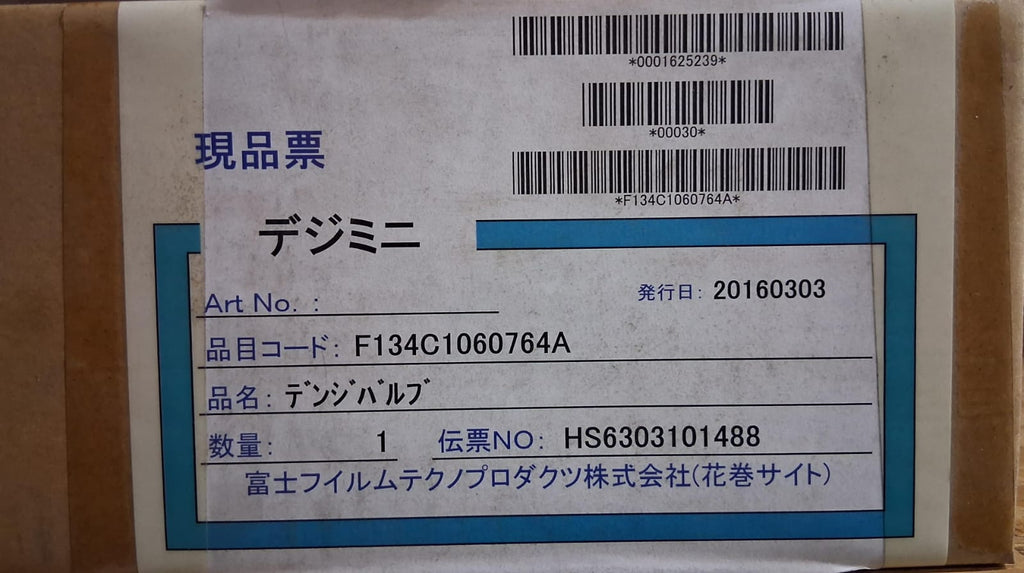 *0001625239*
*00030*
現品票
*F134C1060764A*
デジミニ
Art No. :
発行日: 20160303
品目コード: F134C1060764A
品名: デンジバルブ
数量: 1 伝票NO: HS6303101488
富士フイルムテクノプロダクツ株式会社(花巻サイト)